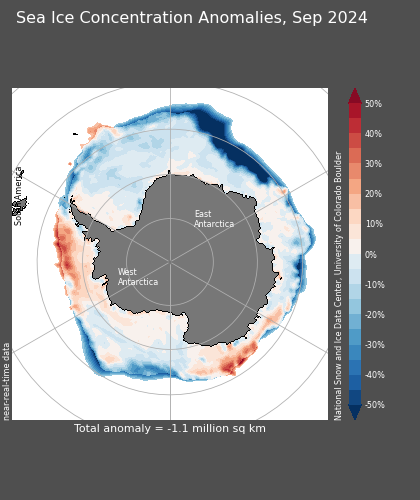 Sea Ice Concentration Anomalies, Sep 2024
South America
East
Antarctica
West
Antarctica
near-real-time data
National Snow and Ice Data Center, University of Colorado Boulder
50%
40%
30%
20%
10%
0%
-10%
-20%
-30%
-40%
-50%
Total anomaly = -1.1 million sq km